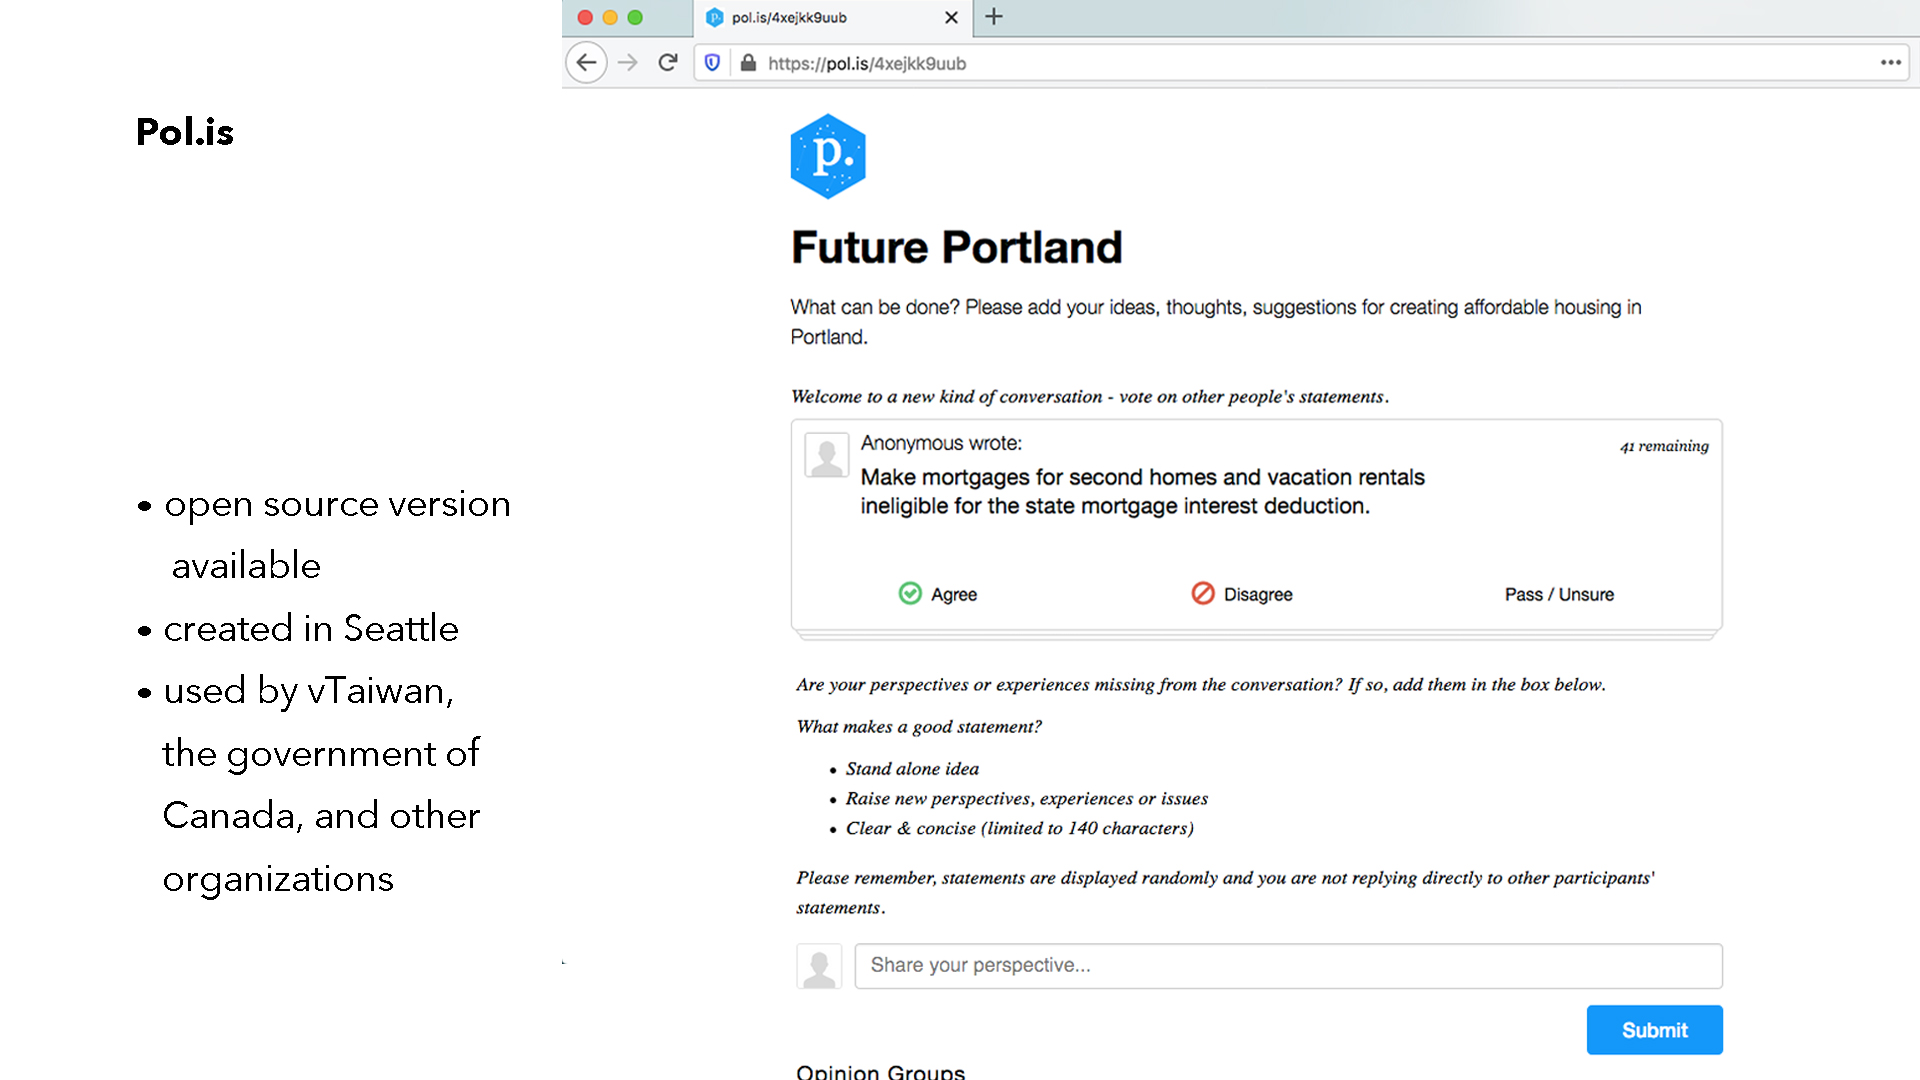 Pol.is
• open source version
available
• created in Seattle
• used by vTaiwan,
the government of
Canada, and other
organizations
pol.is/4xejkk9uub
https://pol.is/4xejkk9uub
p.
Future Portland
What can be done? Please add your ideas, thoughts, suggestions for creating affordable housing in
Portland.
Welcome to a new kind of conversation - vote on other people's statements.
Anonymous wrote:
41 remaining
Make mortgages for second homes and vacation rentals
ineligible for the state mortgage interest deduction.
Agree Disagree Pass / Unsure
Are your perspectives or experiences missing from the conversation? If so, add them in the box below.
What makes a good statement?
• Stand alone idea
• Raise new perspectives, experiences or issues
• Clear & concise (limited to 140 characters)
Please remember, statements are displayed randomly and you are not replying directly to other participants'
statements.
Share your perspective...
Submit
Opinion Groups